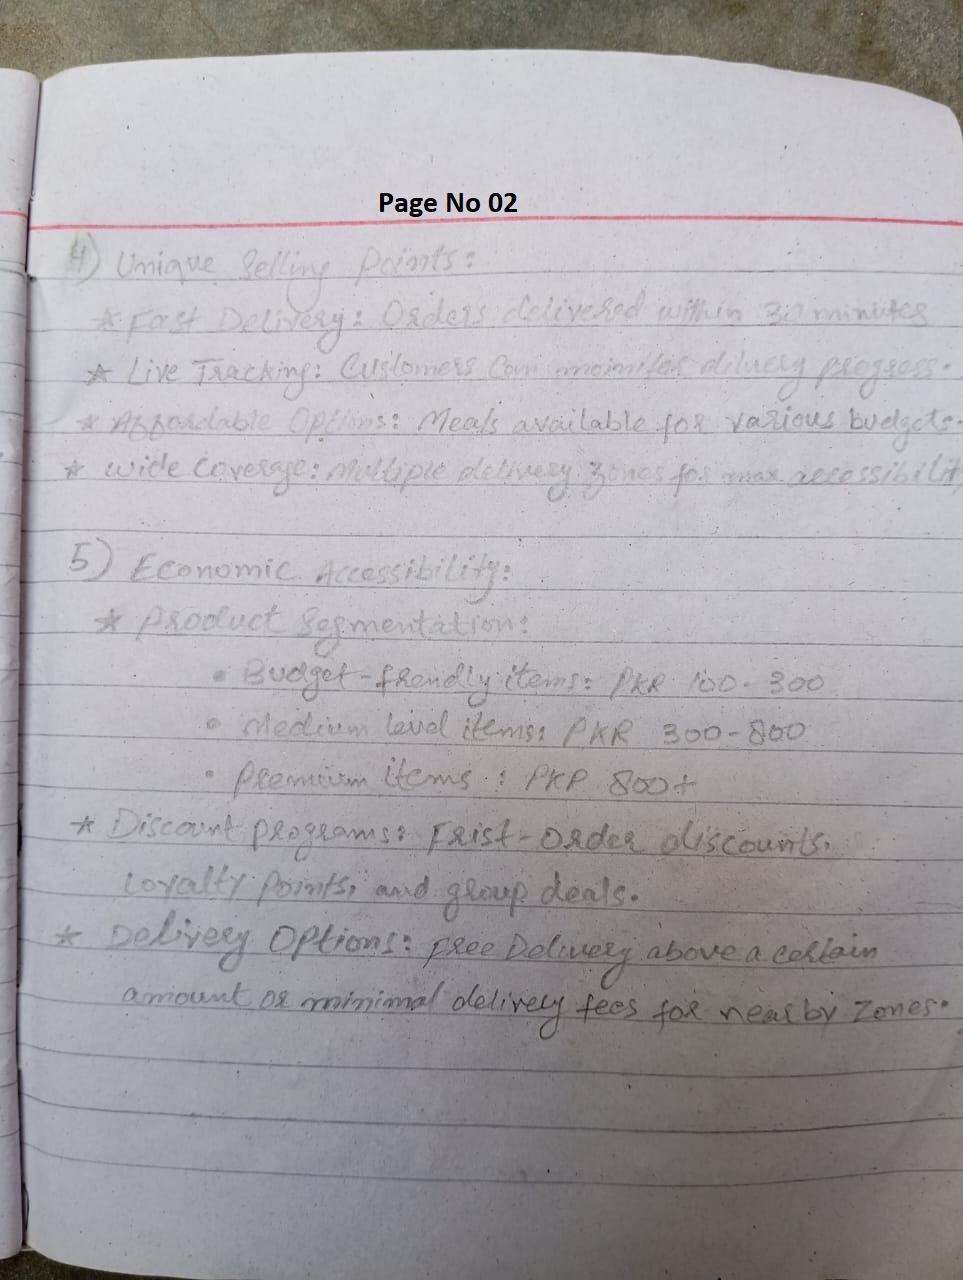 Page No 02
4) Unique Selling Points:
* Fast Delivery: Orders delivered within 30 minutes
* Live Tracking: Customers Can monitor dilvery progress.
* Affordable Options: Meals available for various budgets.
* wide Coverage: Multiple delivery zones for max accessibility
5) Economic Accessibility:
* Product Segmentation:
• Budget-friendly items: PKR 100-300
• Medium level items: PKR 300-800
• Premium items : PKR 800+
* Discount programs: Frist-Order discounts,
Loyalty Points, and group deals.
* Delivery Options: Free Delivery above a certain
amount or minimal delivery fees for nearby Zones.